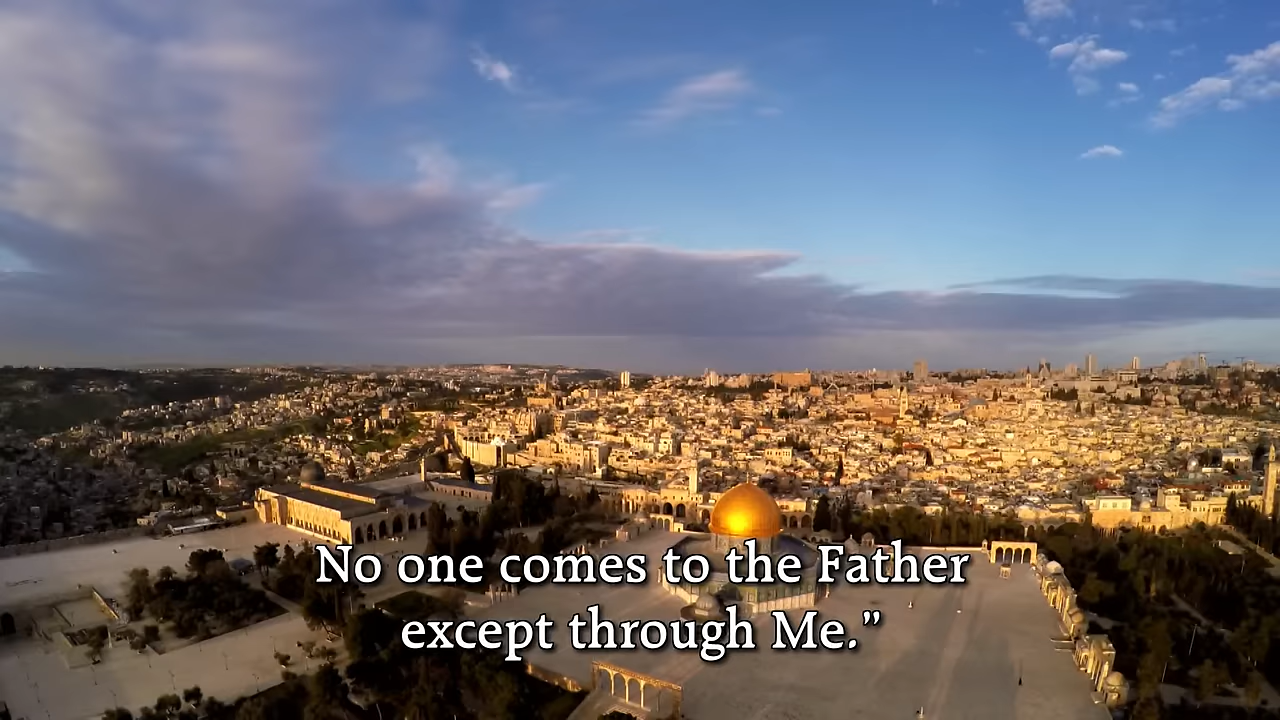 No one comes to the Father
except through Me.”